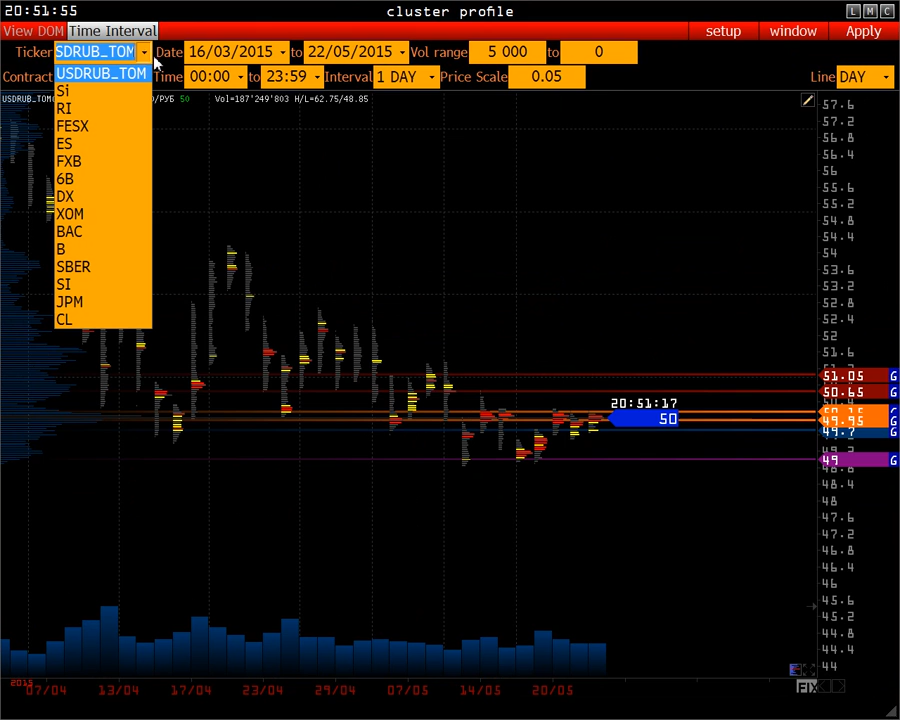 20:51:55 cluster profile L M C
View DOM Time Interval setup window Apply
Ticker SDRUB_TOM Date 16/03/2015 to 22/05/2015 Vol range 5 000 to 0
Contract Time 00:00 to 23:59 Interval 1 DAY Price Scale 0.05 Line DAY
USDRUB_TOM
Si
RI
FESX
ES
FXB
6B
DX
XOM
BAC
B
SBER
SI
JPM
CL
USDRUB_TOM /РУБ 50 Vol=187'249'803 H/L=62.75/48.85
57.6
57.2
56.8
56.4
56
55.6
55.2
54.8
54.4
54
53.6
53.2
52.8
52.4
52
51.6
51.05 G
50.65 G
20:51:17
50
49.95 G
49.7 G
49 G
48.4
48
47.6
47.2
46.8
46.4
46
45.6
45.2
44.8
44.4
44
2015
07/04 13/04 17/04 23/04 29/04 07/05 14/05 20/05
FIX